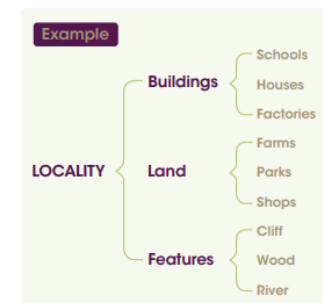 Example
LOCALITY
Buildings
Schools
Houses
Factories
Land
Farms
Parks
Shops
Features
Cliff
Wood
River